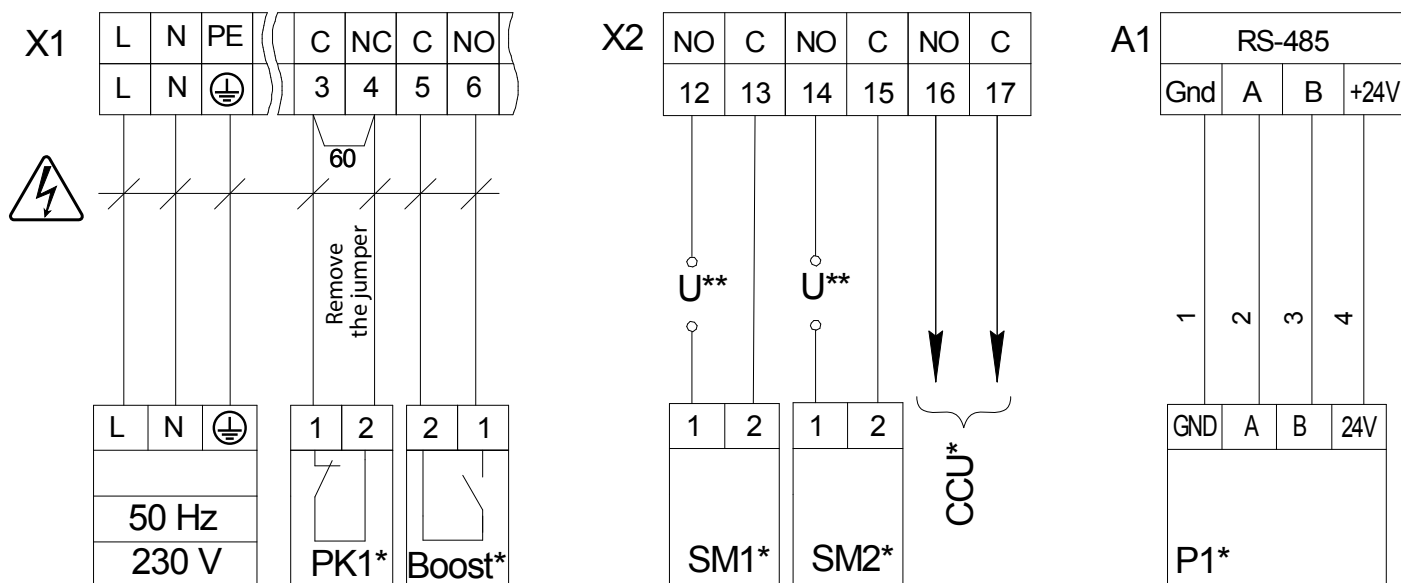 X1 L N PE C NC C NO
L N 3 4 5 6
60
Remove
the jumper
L N
50 Hz
230 V
1 2
PK1*
2 1
Boost*
X2 NO C NO C NO C
12 13 14 15 16 17
U** U**
1 2
SM1*
1 2
SM2*
CCU*
A1 RS-485
Gnd A B +24V
1 2 3 4
GND A B 24V
P1*